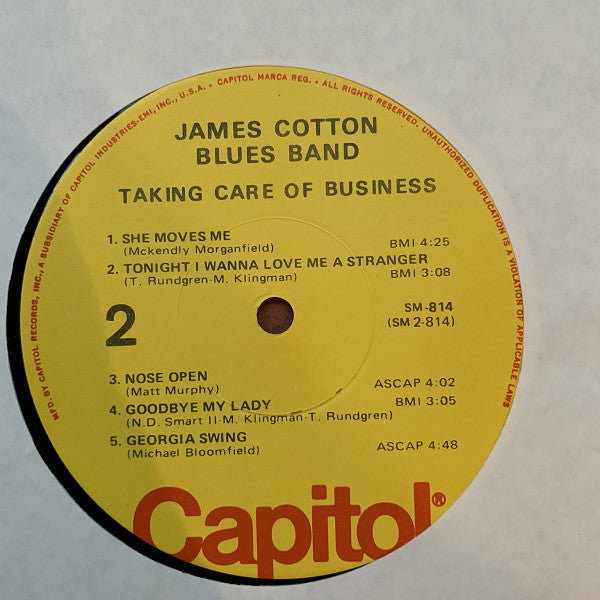 MFD. BY CAPITOL RECORDS, INC., A SUBSIDIARY OF CAPITOL INDUSTRIES-EMI, INC., U.S.A. • CAPITOL MARCA REG. • ALL RIGHTS RESERVED. UNAUTHORIZED DUPLICATION IS A VIOLATION OF APPLICABLE LAWS
JAMES COTTON
BLUES BAND
TAKING CARE OF BUSINESS
1. SHE MOVES ME
(Mckendly Morganfield) BMI 4:25
2. TONIGHT I WANNA LOVE ME A STRANGER
(T. Rundgren-M. Klingman) BMI 3:08
2
SM-814
(SM 2-814)
3. NOSE OPEN
(Matt Murphy) ASCAP 4:02
4. GOODBYE MY LADY BMI 3:05
(N.D. Smart II-M. Klingman-T. Rundgren)
5. GEORGIA SWING
(Michael Bloomfield) ASCAP 4:48
Capitol®